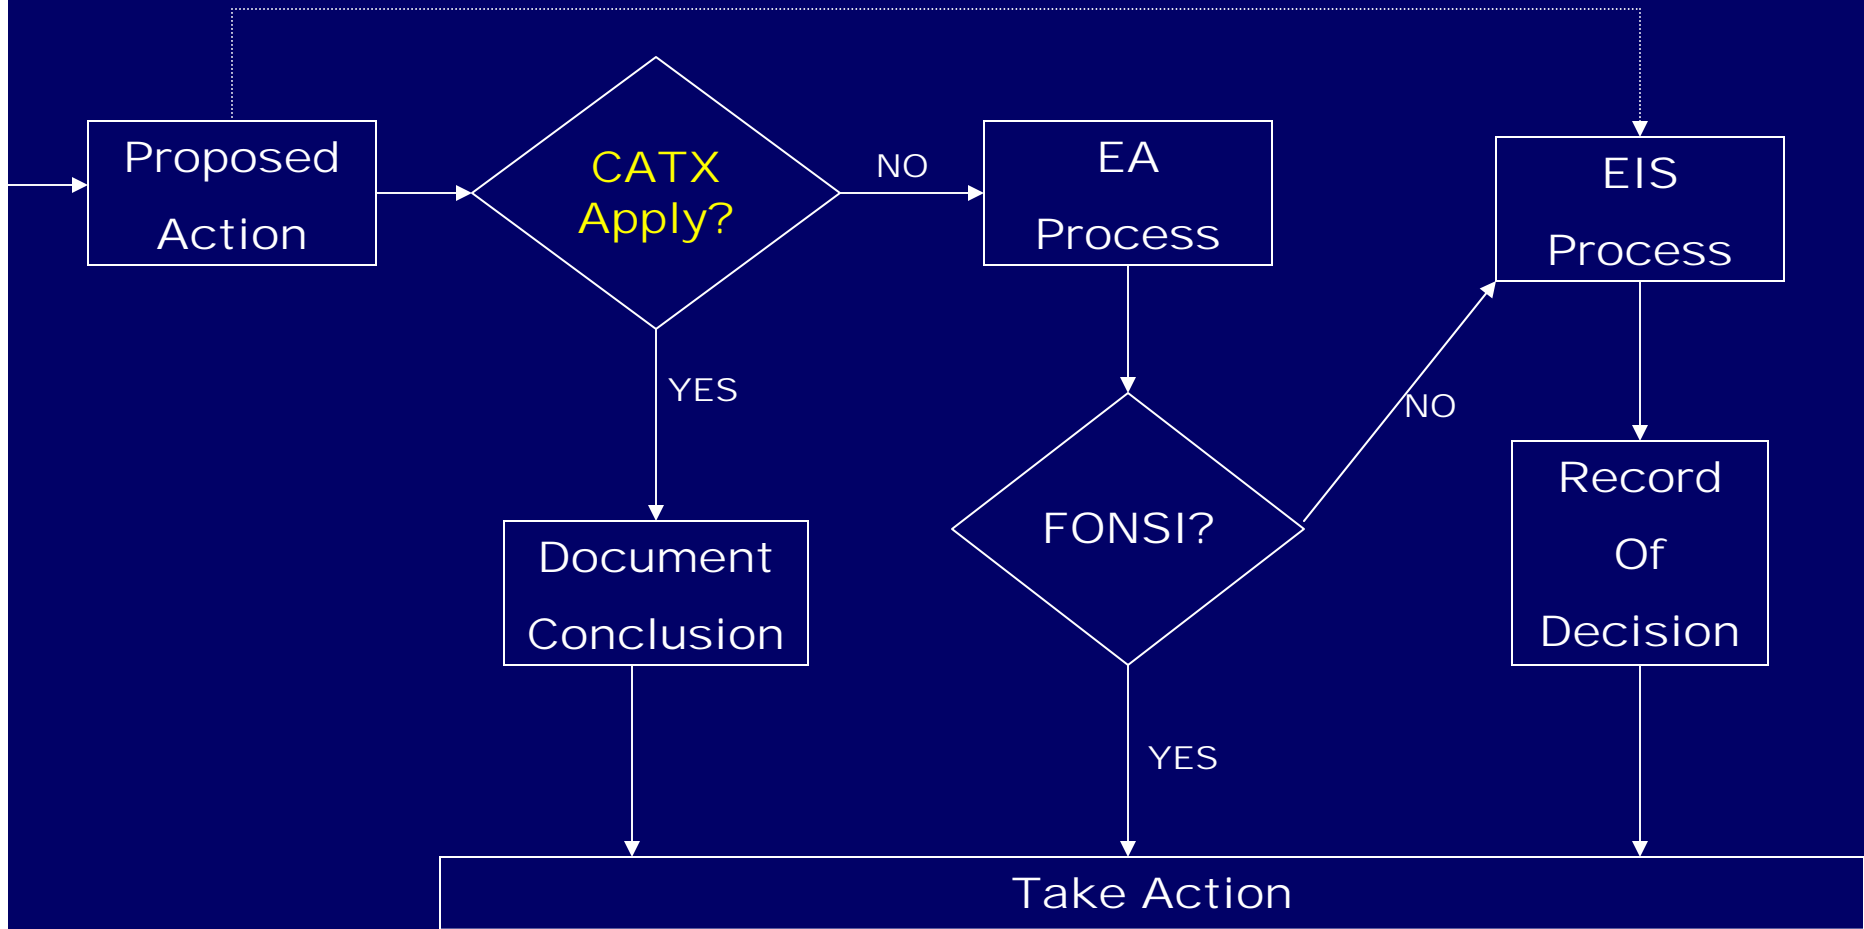 Proposed
Action
CATX
Apply?
NO
EA
Process
EIS
Process
YES
NO
Document
Conclusion
FONSI?
Record
Of
Decision
YES
Take Action